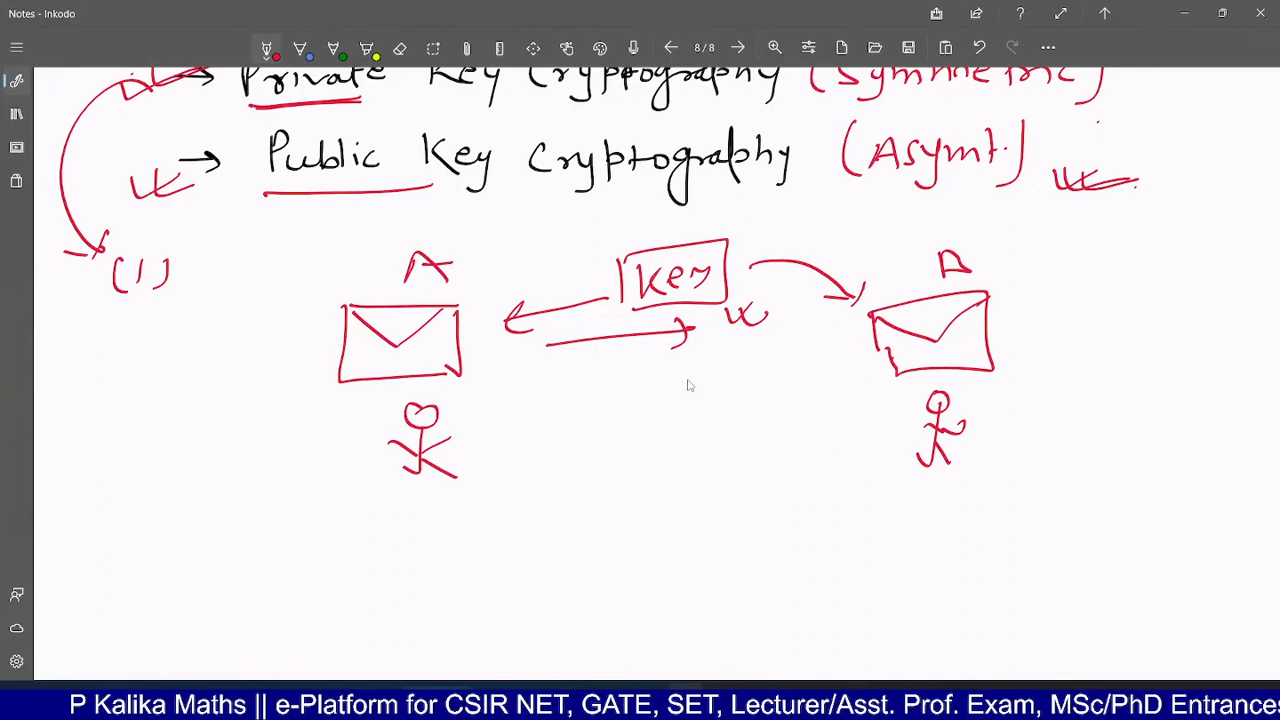 Notes - Inkodo
8/8
→ Private Key Cryptography (Symmetric)
→ Public Key Cryptography (Asymt.)
(1)
A Key B
P Kalika Maths || e-Platform for CSIR NET, GATE, SET, Lecturer/Asst. Prof. Exam, MSc/PhD Entrances